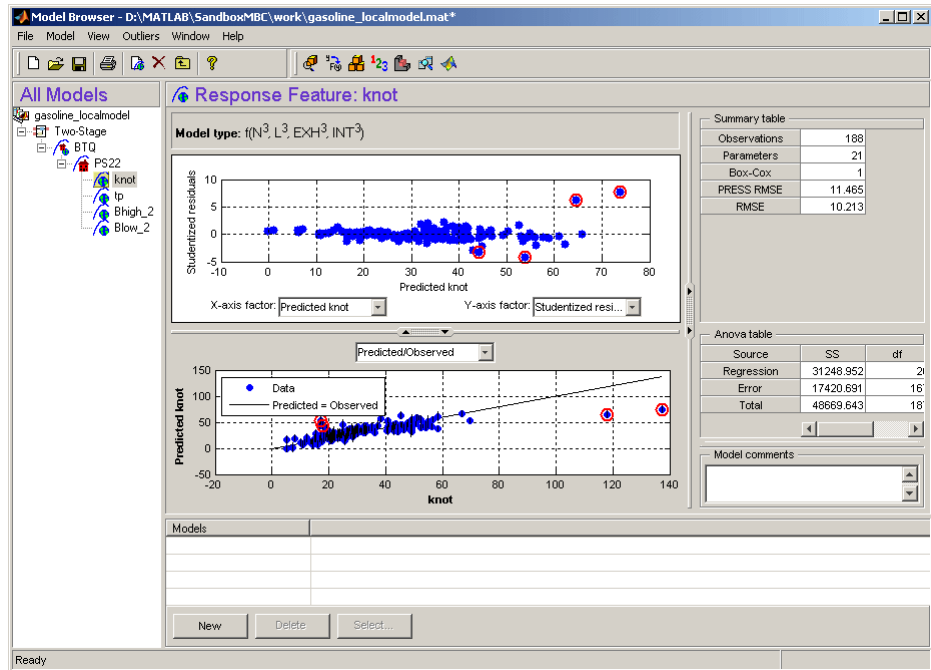 Model Browser - D:\MATLAB\SandboxMBC\work\gasoline_localmodel.mat*
File Model View Outliers Window Help
All Models
gasoline_localmodel
Two-Stage
BTQ
PS22
knot
tp
Bhigh_2
Blow_2
Response Feature: knot
Model type: f(N3, L3, EXH3, INT3)
Studentized residuals
10
5
0
-5
-10 0 10 20 30 40 50 60 70 80
Predicted knot
X-axis factor: Predicted knot Y-axis factor: Studentized resi...
Predicted/Observed
Predicted knot
150
100
50
0
-50
Data
Predicted = Observed
-20 0 20 40 60 80 100 120 140
knot
Summary table
Observations 188
Parameters 21
Box-Cox 1
PRESS RMSE 11.465
RMSE 10.213
Anova table
Source SS df
Regression 31248.952 2
Error 17420.691 16
Total 48669.643 18
Model comments
Models
New Delete Select...
Ready